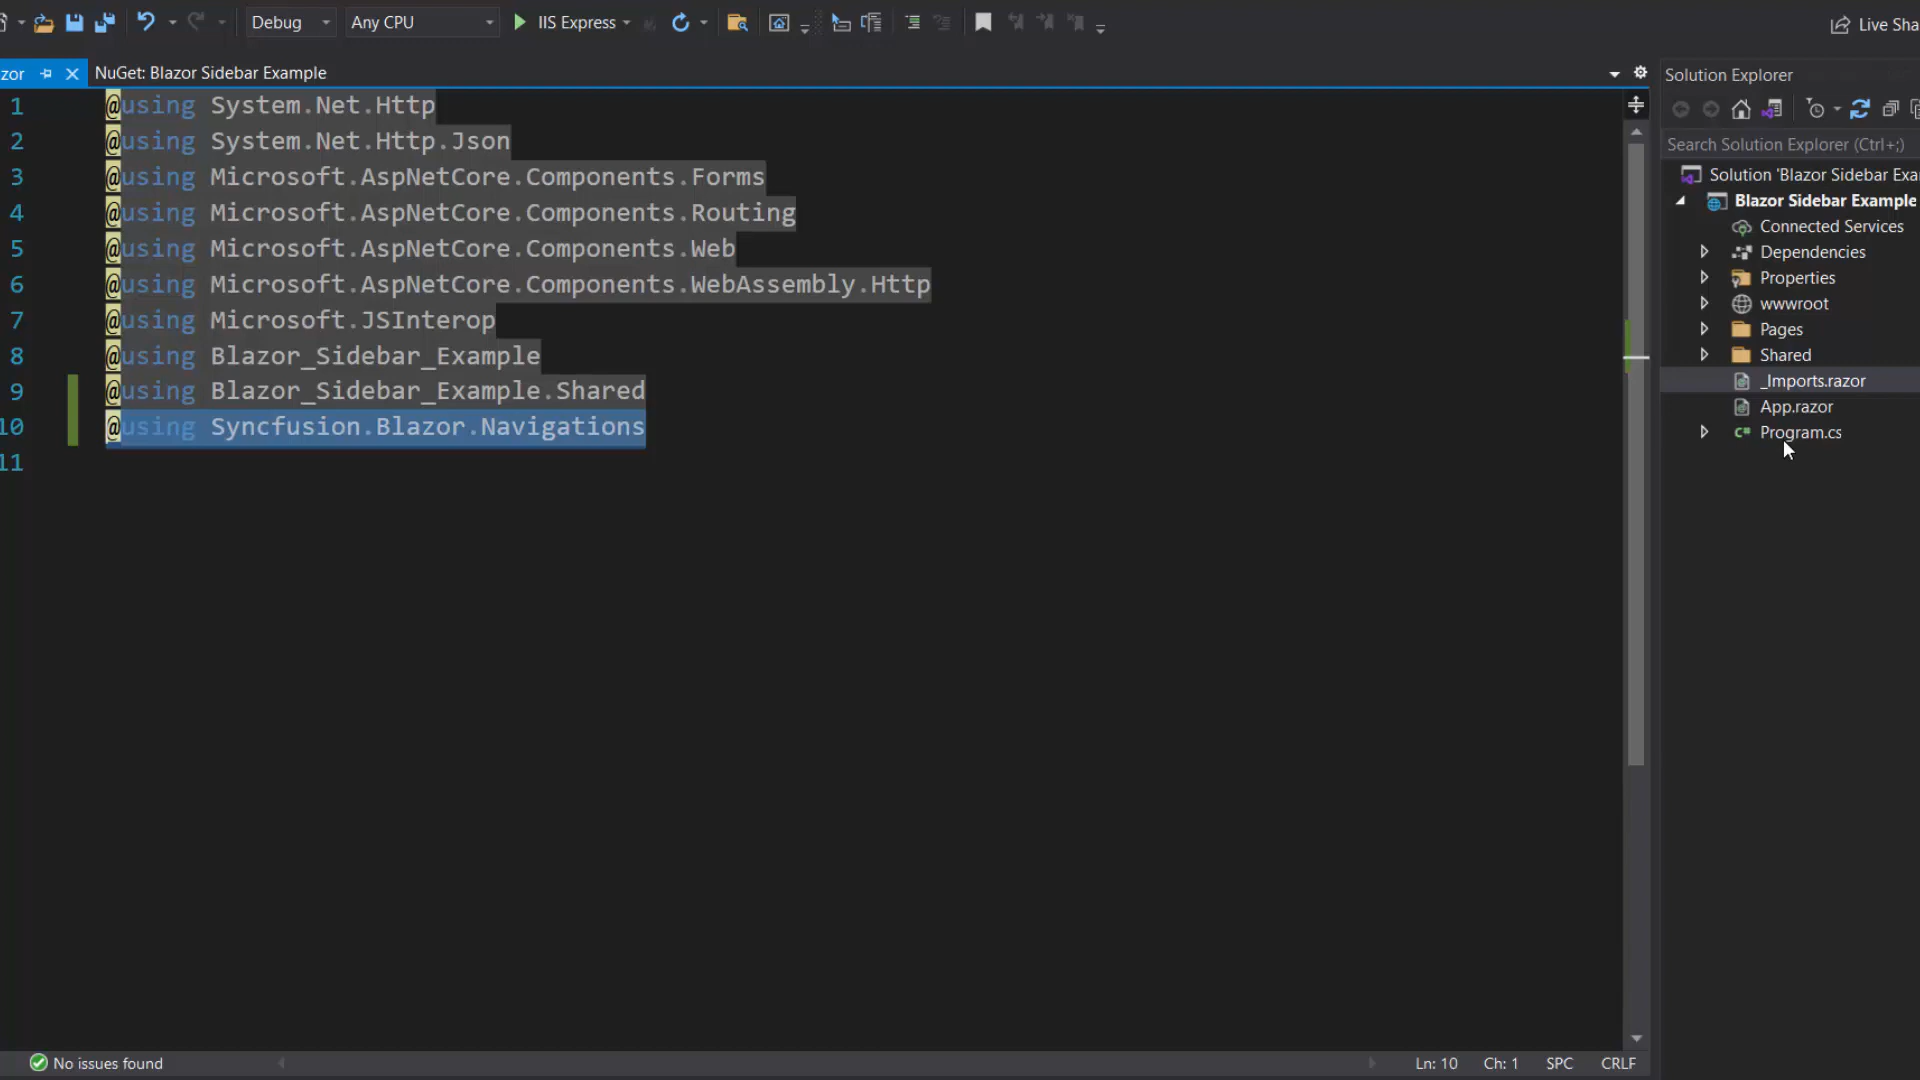 Debug
Any CPU
IIS Express
Live Sha
zor
NuGet: Blazor Sidebar Example
1 @using System.Net.Http
2 @using System.Net.Http.Json
3 @using Microsoft.AspNetCore.Components.Forms
4 @using Microsoft.AspNetCore.Components.Routing
5 @using Microsoft.AspNetCore.Components.Web
6 @using Microsoft.AspNetCore.Components.WebAssembly.Http
7 @using Microsoft.JSInterop
8 @using Blazor_Sidebar_Example
9 @using Blazor_Sidebar_Example.Shared
10 @using Syncfusion.Blazor.Navigations
11
Solution Explorer
Search Solution Explorer (Ctrl+;)
Solution 'Blazor Sidebar Exa
Blazor Sidebar Example
Connected Services
Dependencies
Properties
wwwroot
Pages
Shared
_Imports.razor
App.razor
C# Program.cs
No issues found
Ln: 10
Ch: 1
SPC
CRLF